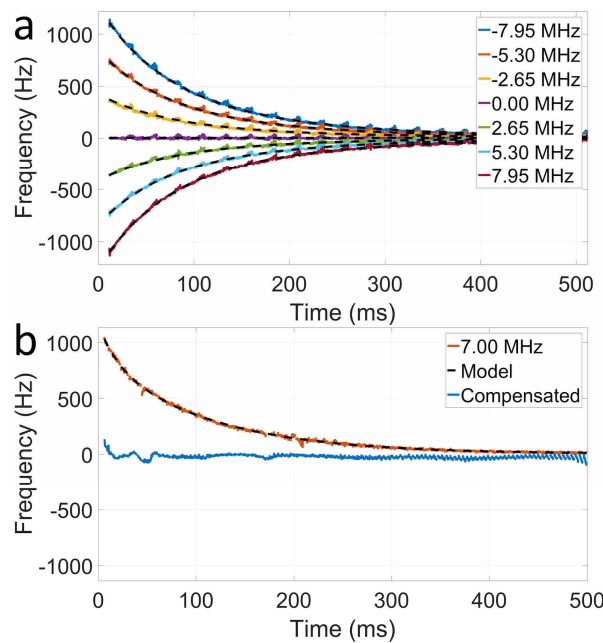 a
1000
500
0
-500
-1000
Frequency (Hz)
-7.95 MHz
-5.30 MHz
-2.65 MHz
0.00 MHz
2.65 MHz
5.30 MHz
7.95 MHz
0 100 200 300 400 500
Time (ms)
b
1000
500
0
-500
-1000
Frequency (Hz)
7.00 MHz
Model
Compensated
0 100 200 300 400 500
Time (ms)